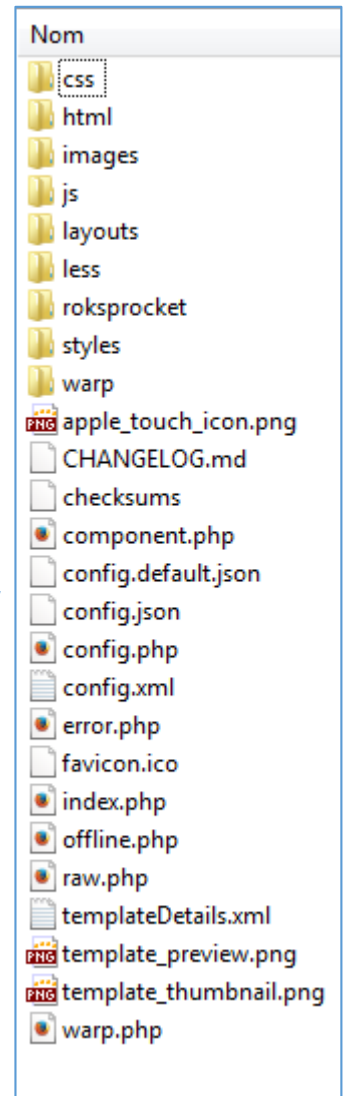 Nom
css
html
images
js
layouts
less
roksprocket
styles
warp
apple_touch_icon.png
CHANGELOG.md
checksums
component.php
config.default.json
config.json
config.php
config.xml
error.php
favicon.ico
index.php
offline.php
raw.php
templateDetails.xml
template_preview.png
template_thumbnail.png
warp.php